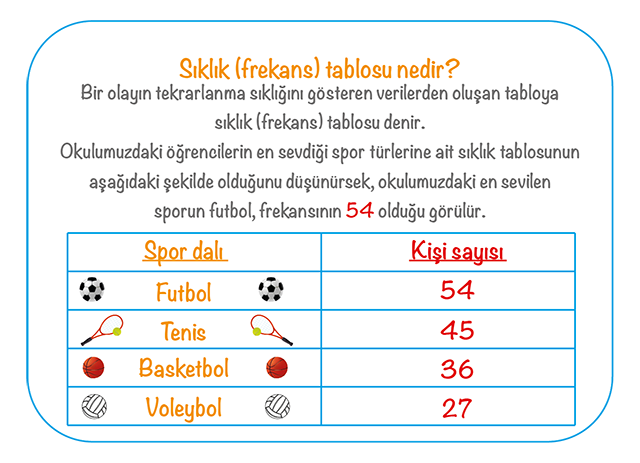 Sıklık (frekans) tablosu nedir?
Bir olayın tekrarlanma sıklığını gösteren verilerden oluşan tabloya
sıklık (frekans) tablosu denir.
Okulumuzdaki öğrencilerin en sevdiği spor türlerine ait sıklık tablosunun
aşağıdaki şekilde olduğunu düşünürsek, okulumuzdaki en sevilen
sporun futbol, frekansının 54 olduğu görülür.
Spor dalı Kişi sayısı
Futbol 54
Tenis 45
Basketbol 36
Voleybol 27